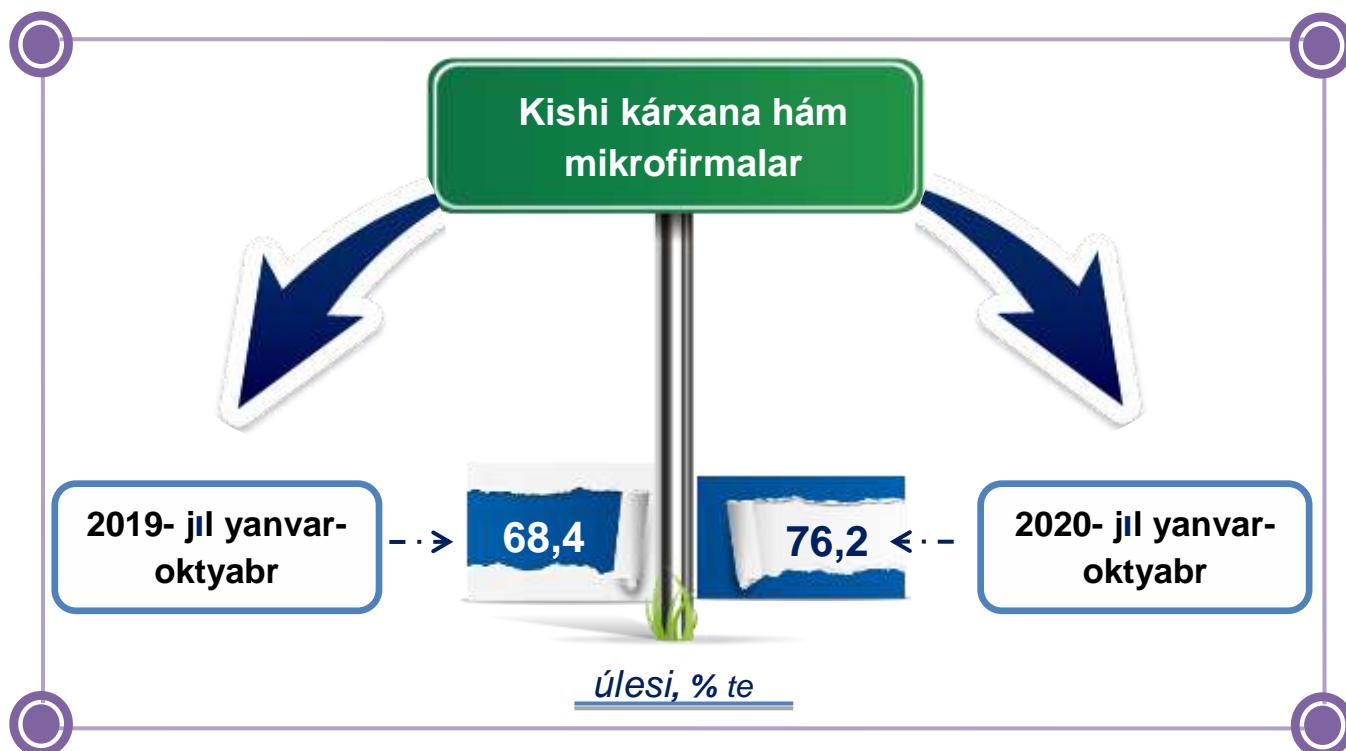 Kishi kárxana hám
mikrofirmalar
2019- jıl yanvar-
oktyabr
68,4
76,2
2020- jıl yanvar-
oktyabr
úlesi, % te